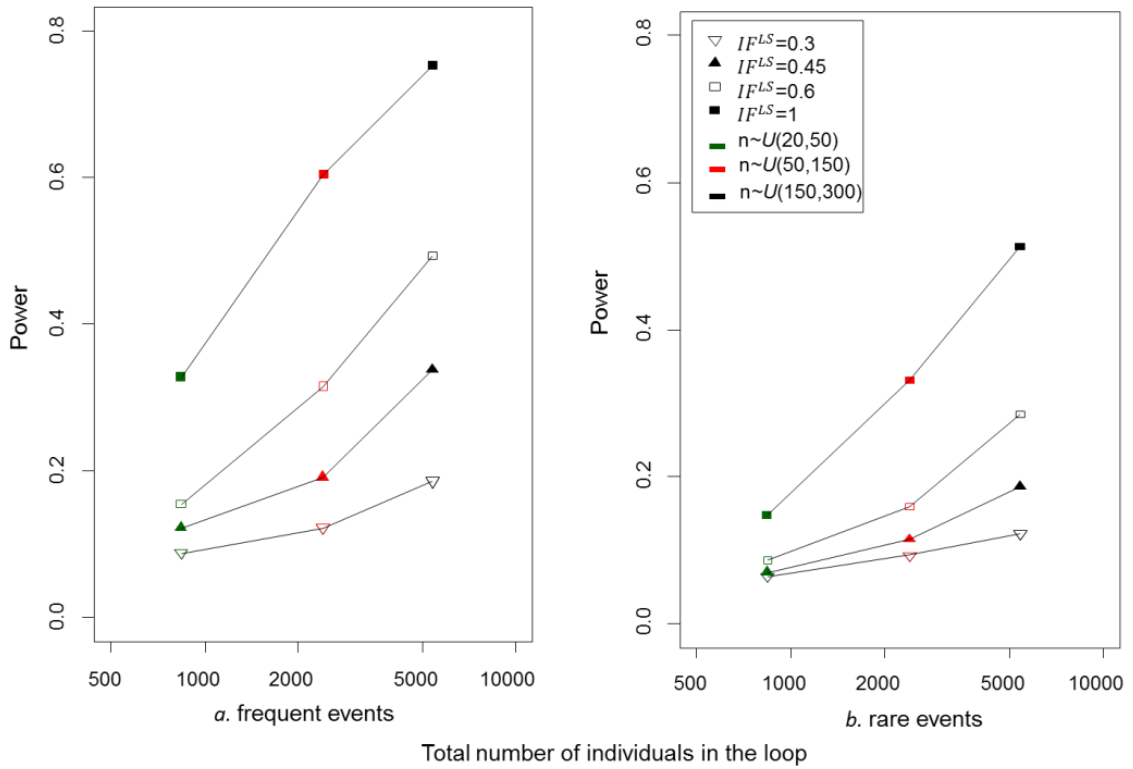 0.8
0.6
0.4
0.2
0.0
Power
500 1000 2000 5000 10000
a. frequent events
0.8
0.6
0.4
0.2
0.0
Power
IF^LS=0.3
IF^LS=0.45
IF^LS=0.6
IF^LS=1
n~U(20,50)
n~U(50,150)
n~U(150,300)
500 1000 2000 5000 10000
b. rare events
Total number of individuals in the loop